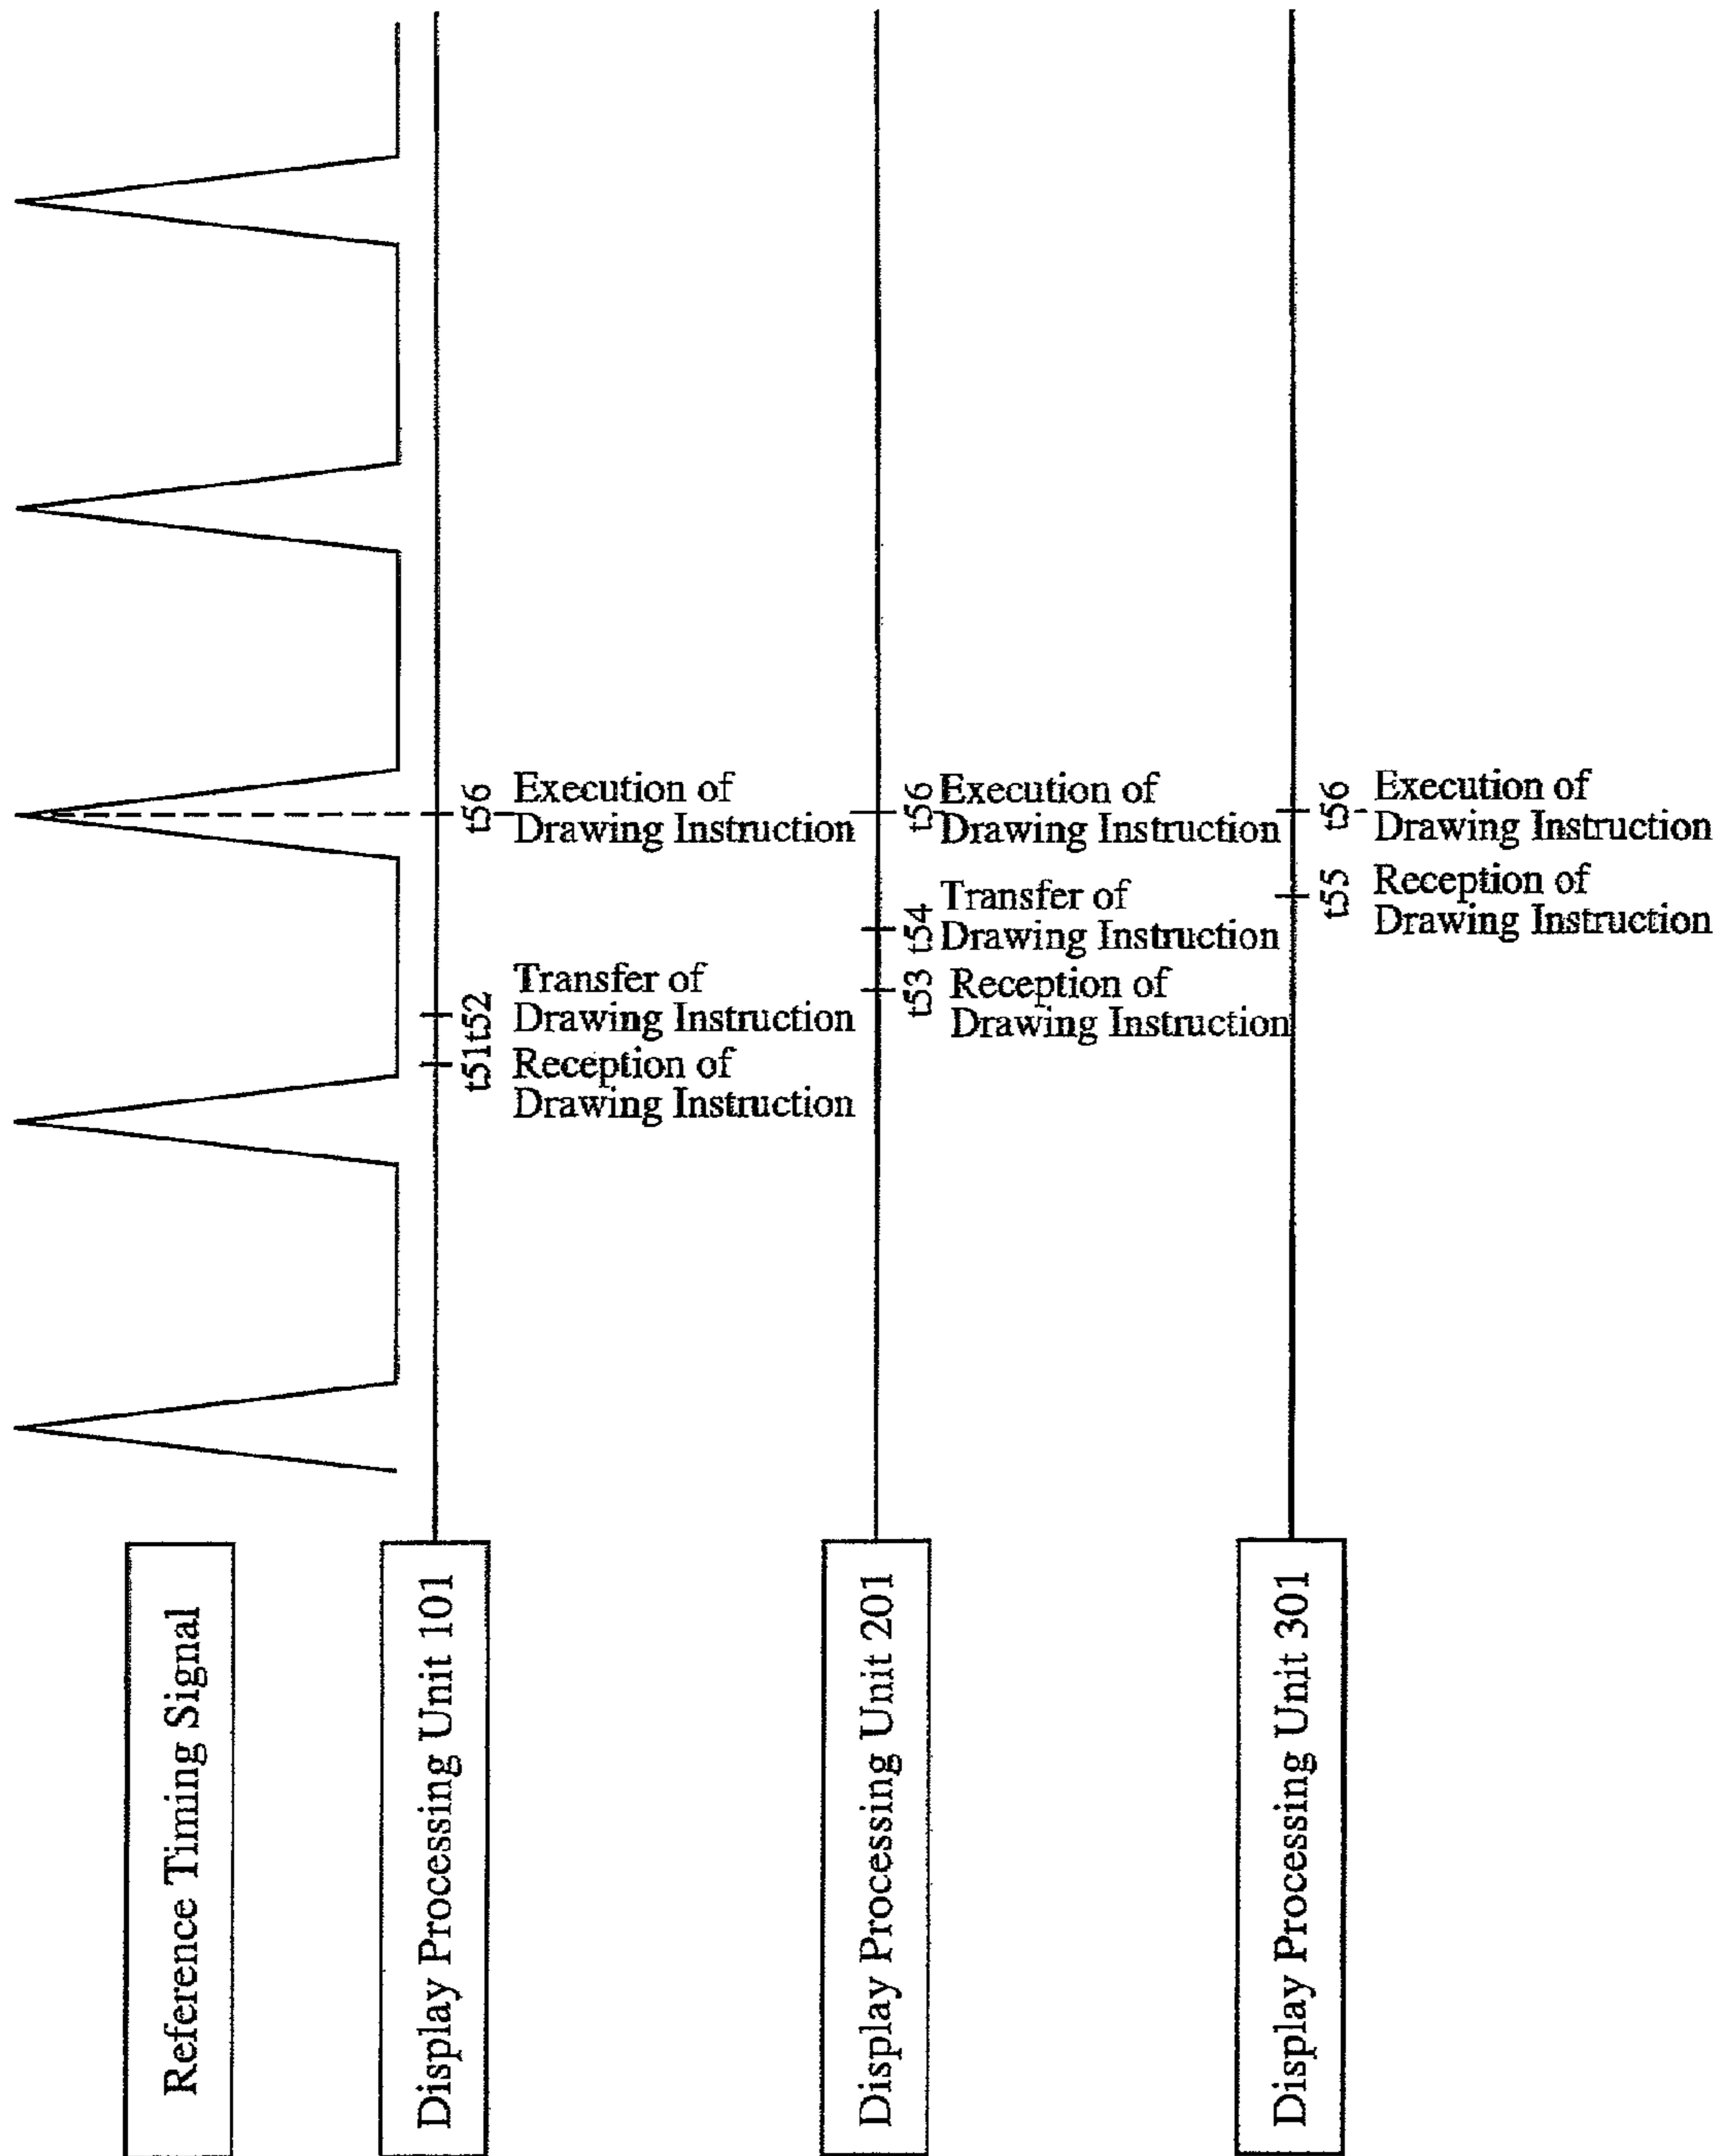 Reference Timing Signal
Display Processing Unit 101
t51
Reception of
Drawing Instruction
t52
Transfer of
Drawing Instruction
t56
Execution of
Drawing Instruction
Display Processing Unit 201
t53
Reception of
Drawing Instruction
t54
Transfer of
Drawing Instruction
t56
Execution of
Drawing Instruction
Display Processing Unit 301
t55
Reception of
Drawing Instruction
t56
Execution of
Drawing Instruction